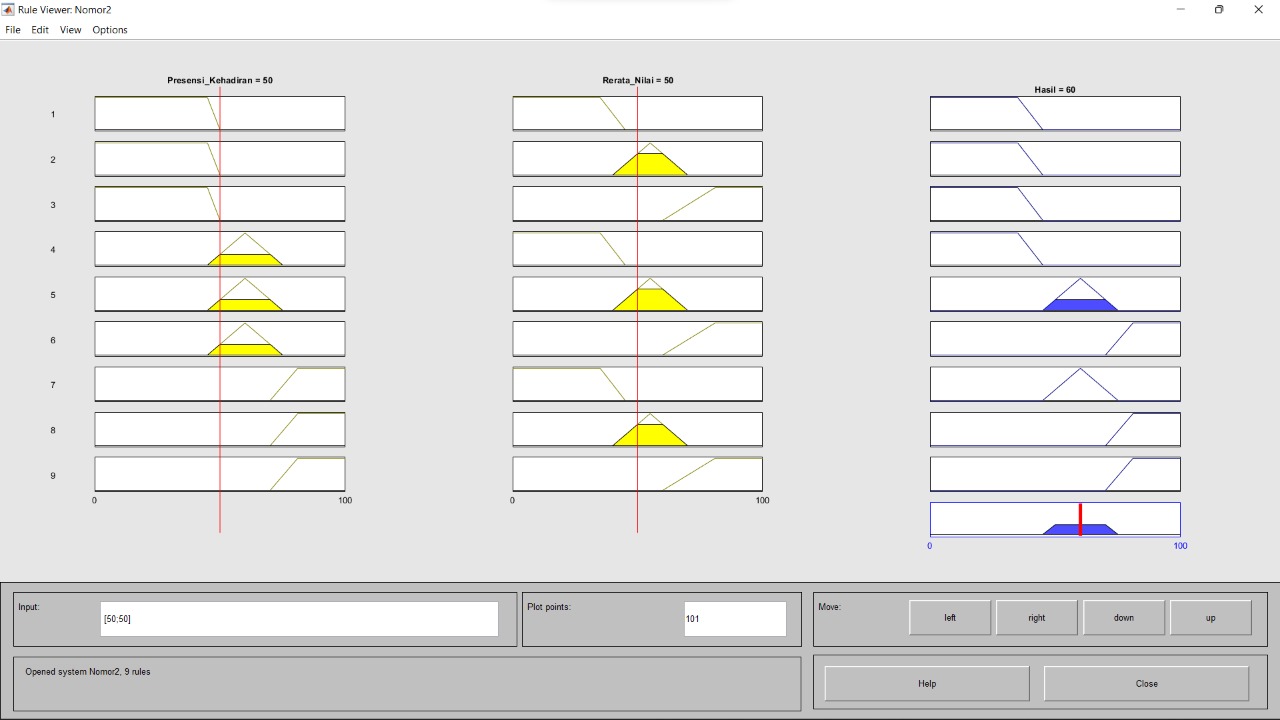 Rule Viewer: Nomor2
File Edit View Options
Presensi_Kehadiran = 50
Rerata_Nilai = 50
Hasil = 60
1
2
3
4
5
6
7
8
9
0 100
0 100
0 100
Input:
[50;50]
Plot points:
101
Move:
left right down up
Opened system Nomor2, 9 rules
Help Close